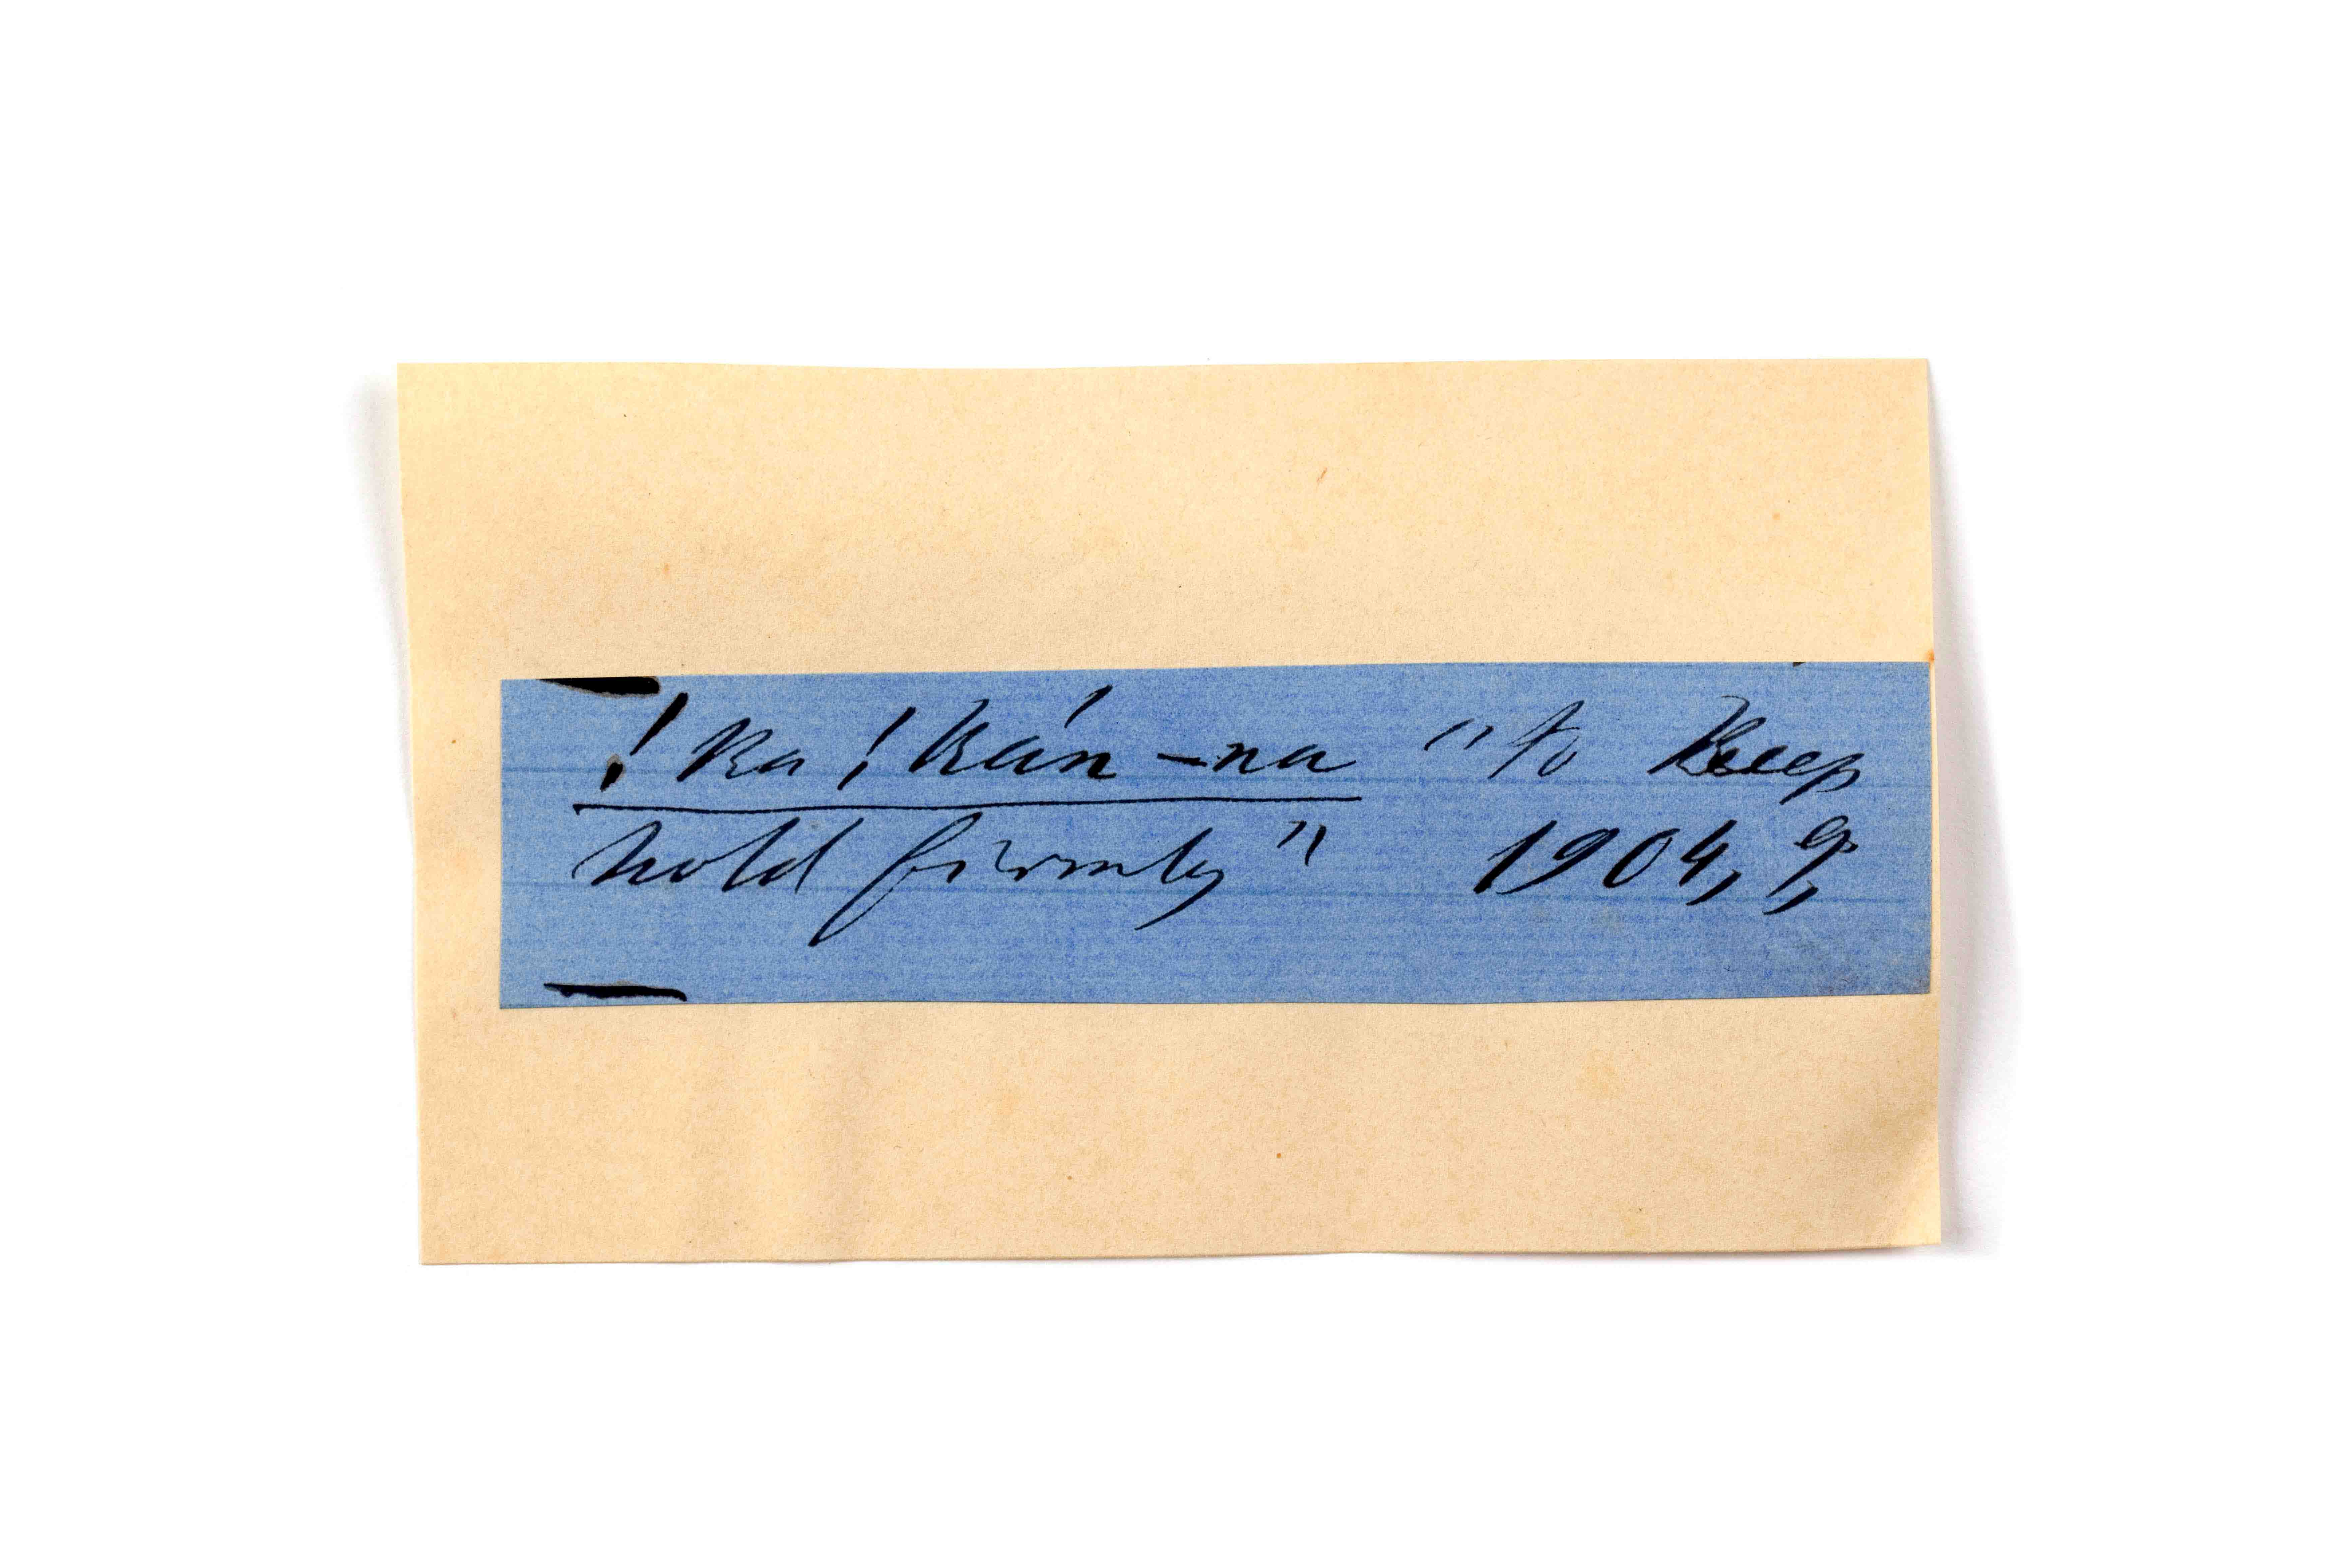 !ka!kán-na "to keep
hold firmly" 1904, 9,